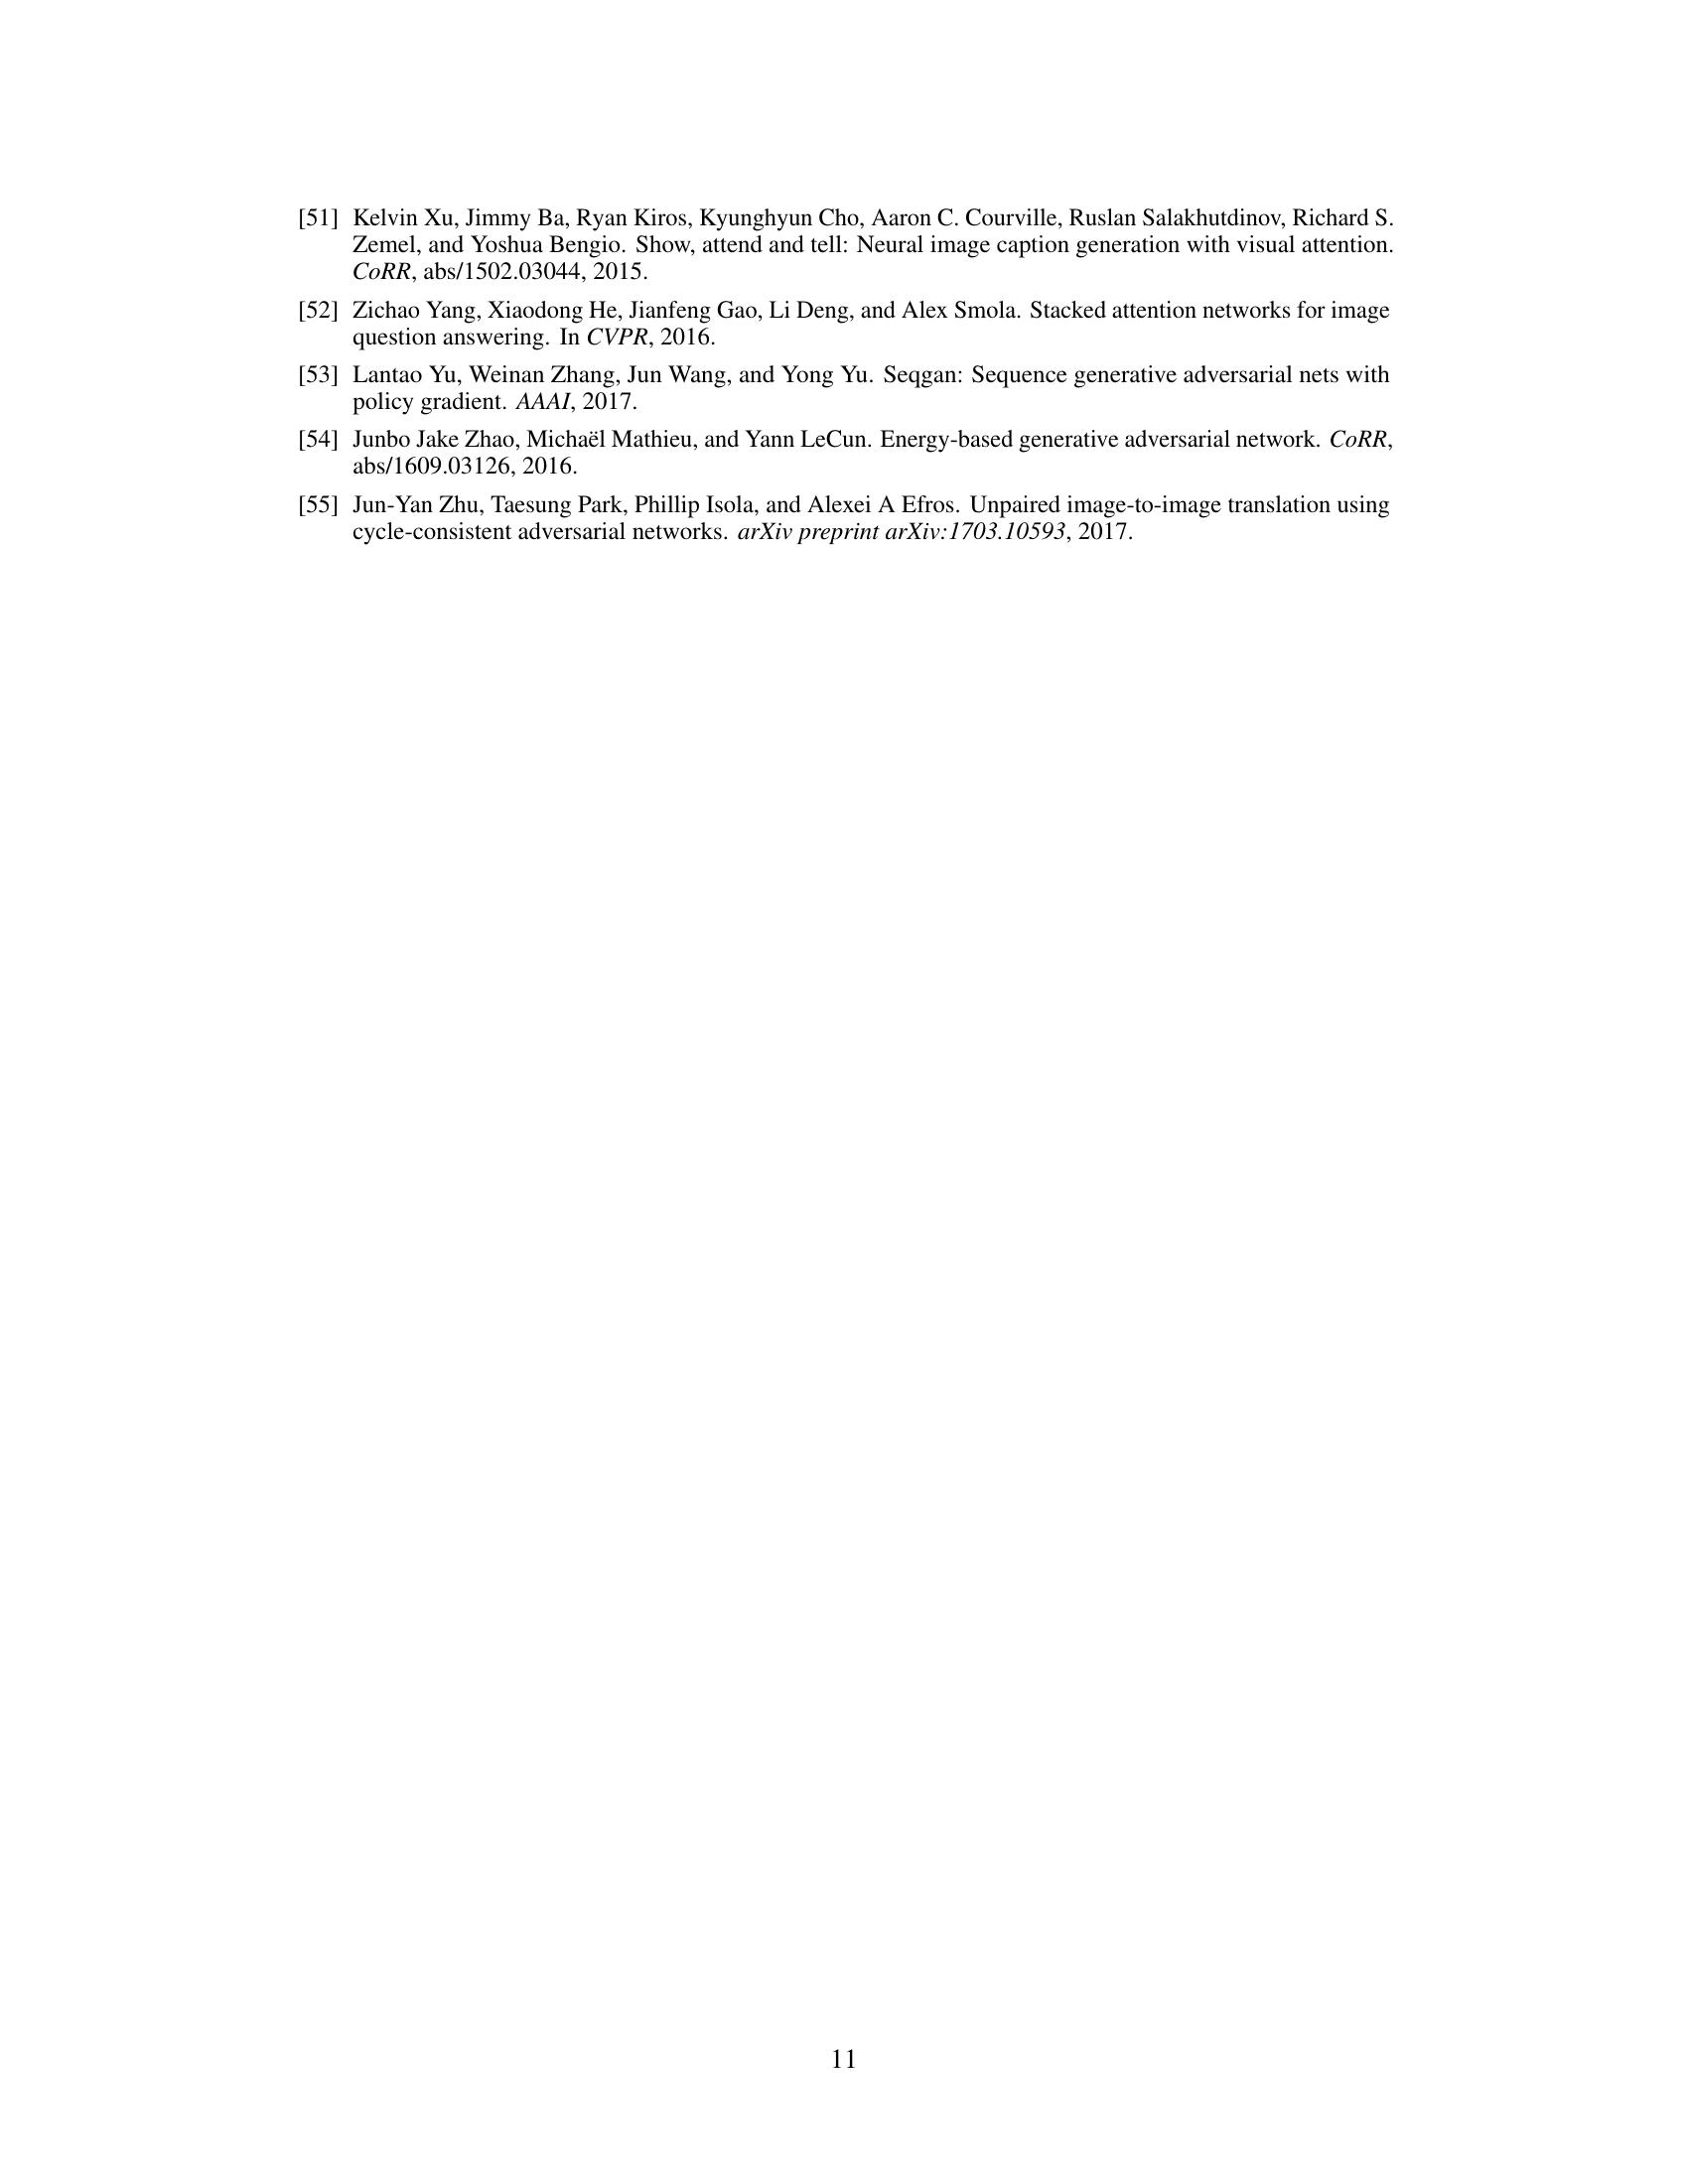 [51] Kelvin Xu, Jimmy Ba, Ryan Kiros, Kyunghyun Cho, Aaron C. Courville, Ruslan Salakhutdinov, Richard S.
Zemel, and Yoshua Bengio. Show, attend and tell: Neural image caption generation with visual attention.
CoRR, abs/1502.03044, 2015.
[52] Zichao Yang, Xiaodong He, Jianfeng Gao, Li Deng, and Alex Smola. Stacked attention networks for image
question answering. In CVPR, 2016.
[53] Lantao Yu, Weinan Zhang, Jun Wang, and Yong Yu. Seqgan: Sequence generative adversarial nets with
policy gradient. AAAI, 2017.
[54] Junbo Jake Zhao, Michaël Mathieu, and Yann LeCun. Energy-based generative adversarial network. CoRR,
abs/1609.03126, 2016.
[55] Jun-Yan Zhu, Taesung Park, Phillip Isola, and Alexei A Efros. Unpaired image-to-image translation using
cycle-consistent adversarial networks. arXiv preprint arXiv:1703.10593, 2017.
11